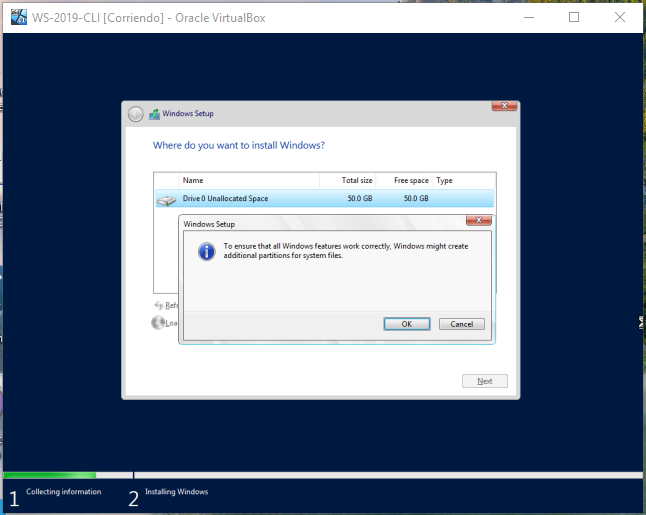 WS-2019-CLI [Corriendo] - Oracle VirtualBox
Windows Setup
Where do you want to install Windows?
Name Total size Free space Type
Drive 0 Unallocated Space 50.0 GB 50.0 GB
Windows Setup
To ensure that all Windows features work correctly, Windows might create
additional partitions for system files.
OK Cancel
Refr
Loa
Next
1 Collecting information 2 Installing Windows